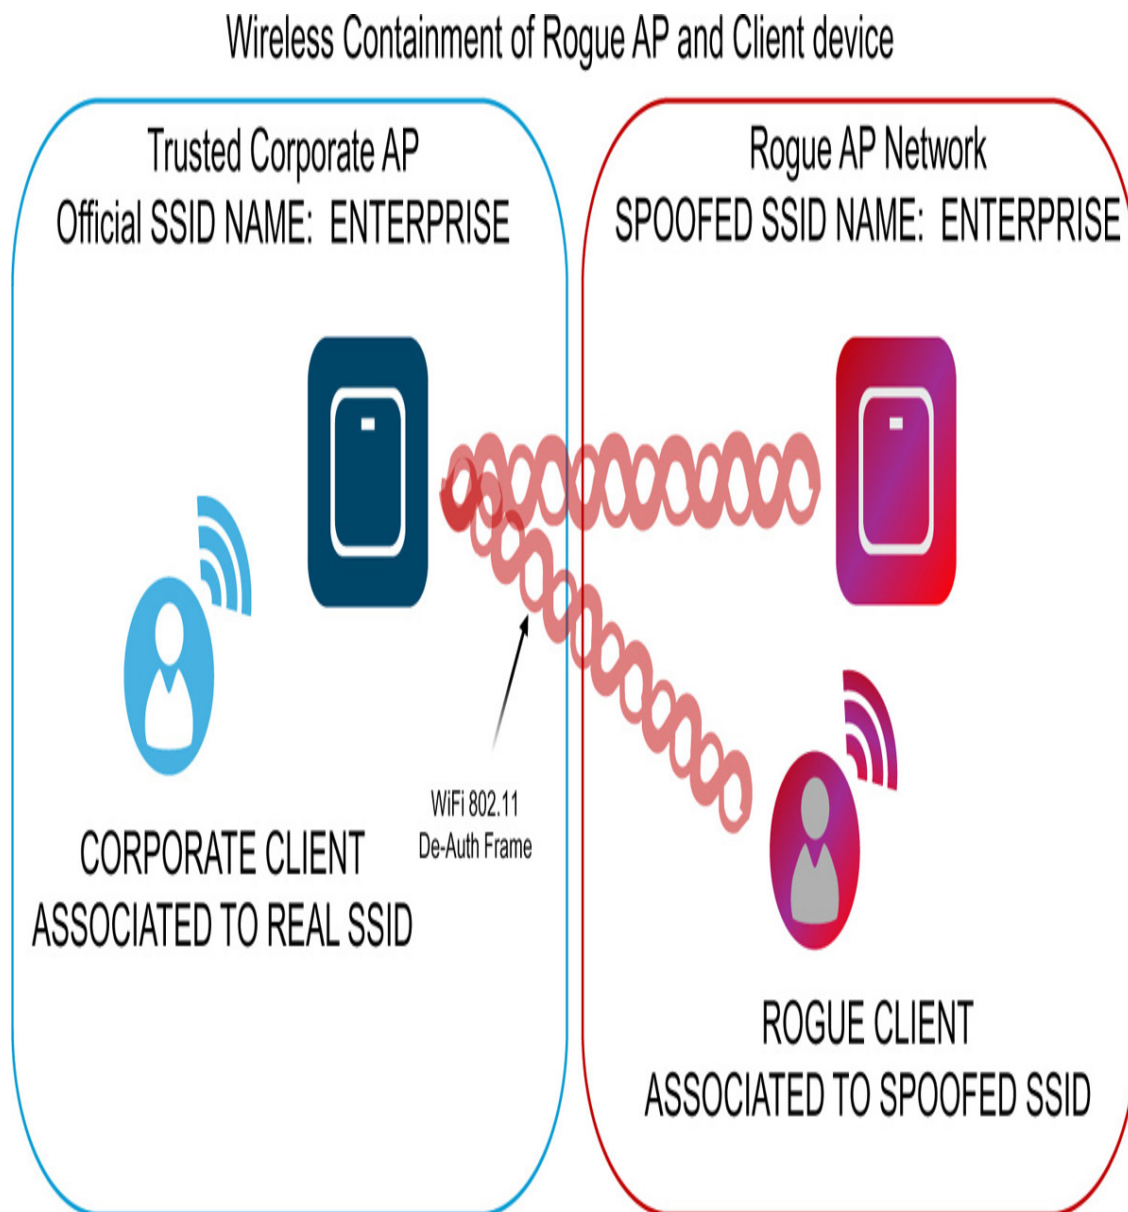 Wireless Containment of Rogue AP and Client device
Trusted Corporate AP
Official SSID NAME: ENTERPRISE
Rogue AP Network
SPOOFED SSID NAME: ENTERPRISE
WiFi 802.11
De-Auth Frame
CORPORATE CLIENT
ASSOCIATED TO REAL SSID
ROGUE CLIENT
ASSOCIATED TO SPOOFED SSID